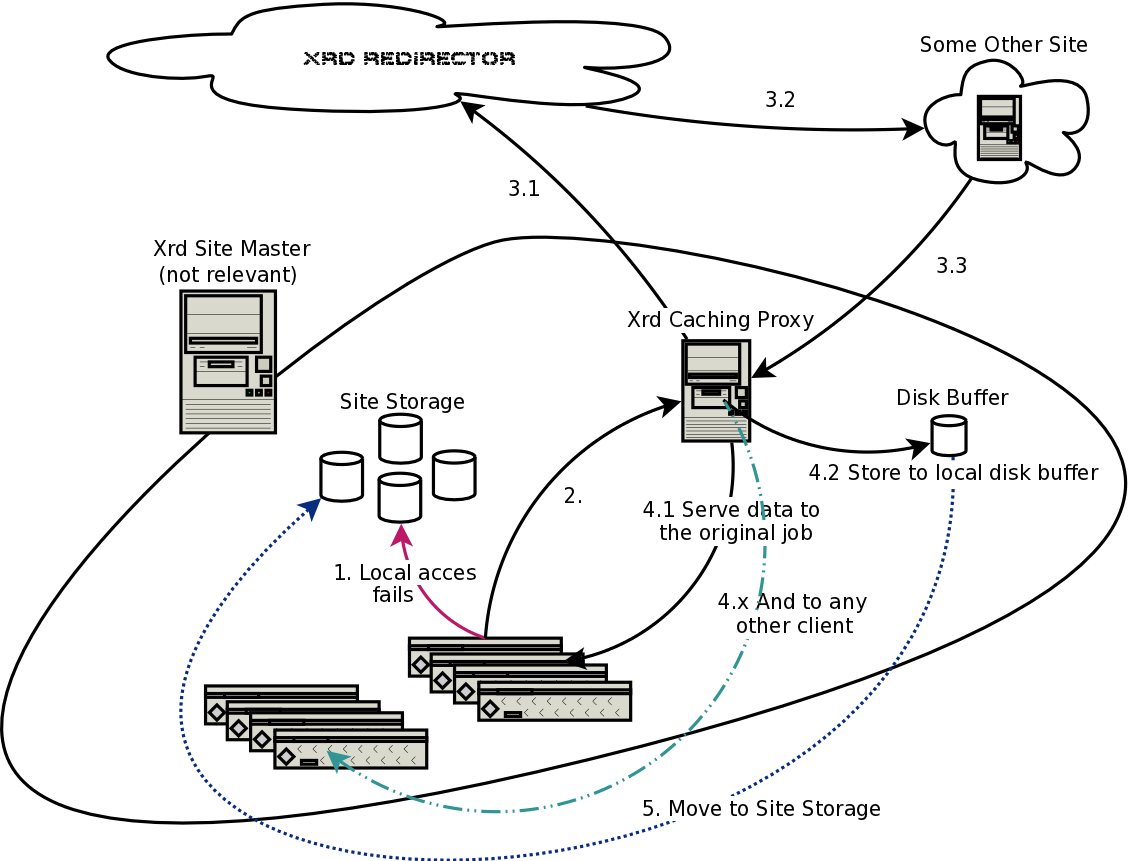 XRD REDIRECTOR
Some Other Site
3.2
3.1
Xrd Site Master
(not relevant)
3.3
Xrd Caching Proxy
Site Storage
Disk Buffer
4.2 Store to local disk buffer
2.
4.1 Serve data to
the original job
1. Local acces
fails
4.x And to any
other client
5. Move to Site Storage